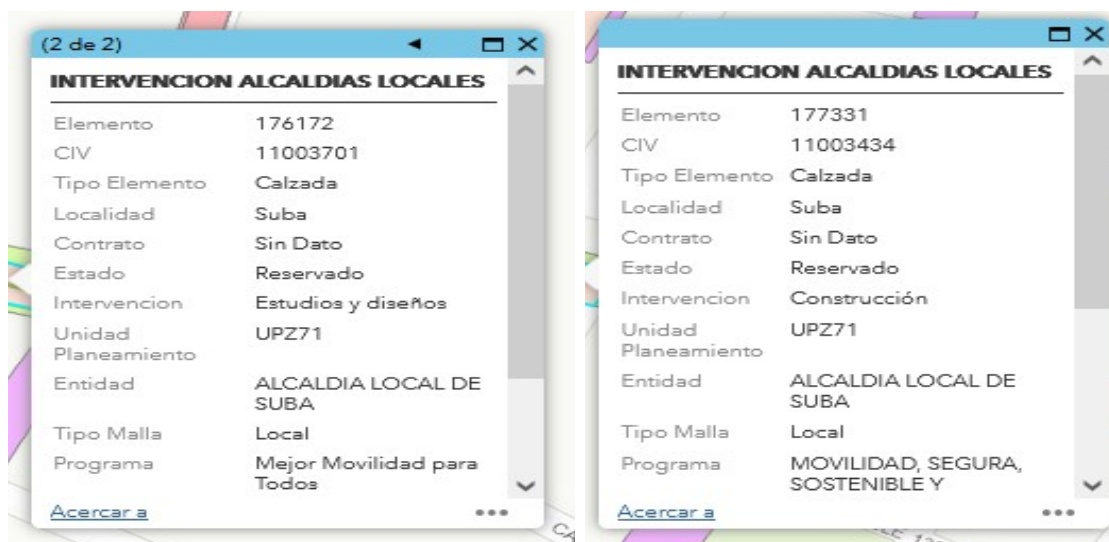 (2 de 2)
INTERVENCION ALCALDIAS LOCALES
Elemento 176172
CIV 11003701
Tipo Elemento Calzada
Localidad Suba
Contrato Sin Dato
Estado Reservado
Intervencion Estudios y diseños
Unidad Planeamiento UPZ71
Entidad ALCALDIA LOCAL DE
SUBA
Tipo Malla Local
Programa Mejor Movilidad para
Todos
Acercar a
INTERVENCION ALCALDIAS LOCALES
Elemento 177331
CIV 11003434
Tipo Elemento Calzada
Localidad Suba
Contrato Sin Dato
Estado Reservado
Intervencion Construcción
Unidad Planeamiento UPZ71
Entidad ALCALDIA LOCAL DE
SUBA
Tipo Malla Local
Programa MOVILIDAD, SEGURA,
SOSTENIBLE Y
Acercar a